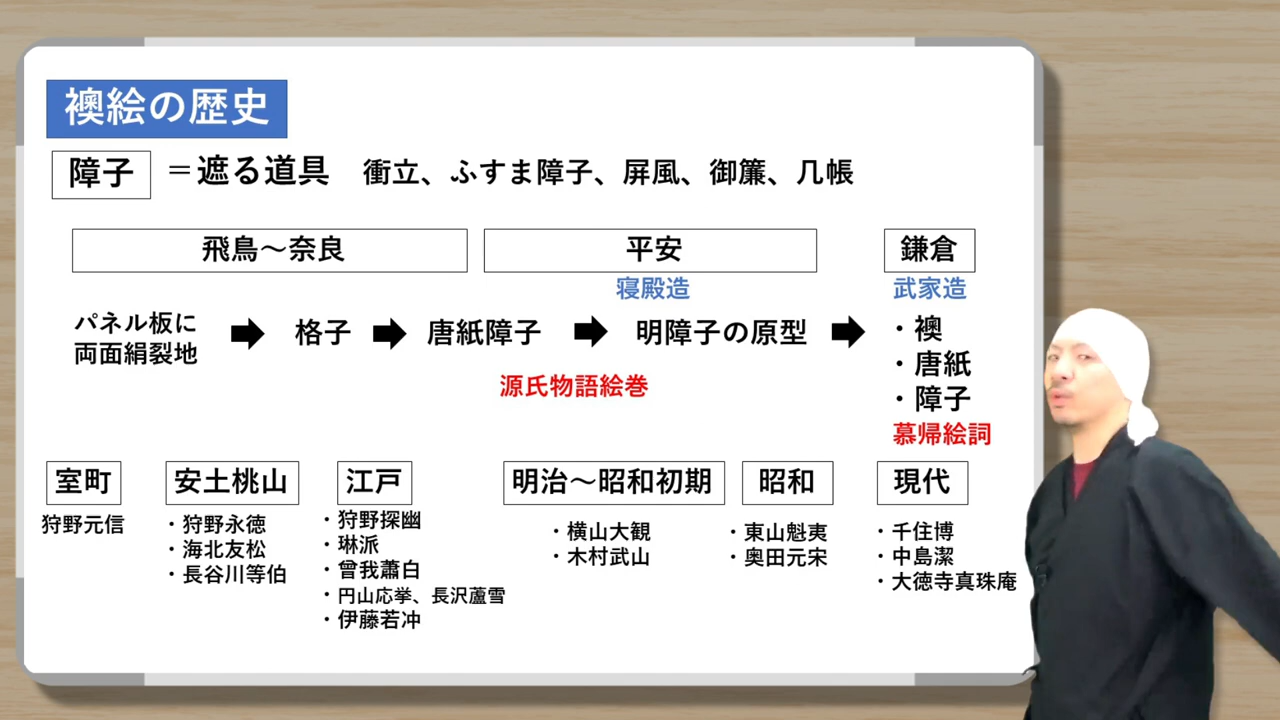 襖絵の歴史
障子 ＝遮る道具 衝立、ふすま障子、屏風、御簾、几帳
飛鳥〜奈良 平安 鎌倉
寝殿造 武家造
パネル板に
両面絹裂地
格子
唐紙障子
明障子の原型
・襖
・唐紙
・障子
源氏物語絵巻
慕帰絵詞
室町
狩野元信
安土桃山
・狩野永徳
・海北友松
・長谷川等伯
江戸
・狩野探幽
・琳派
・曾我蕭白
・円山応挙、長沢蘆雪
・伊藤若冲
明治〜昭和初期
・横山大観
・木村武山
昭和
・東山魁夷
・奥田元宋
現代
・千住博
・中島潔
・大徳寺真珠庵